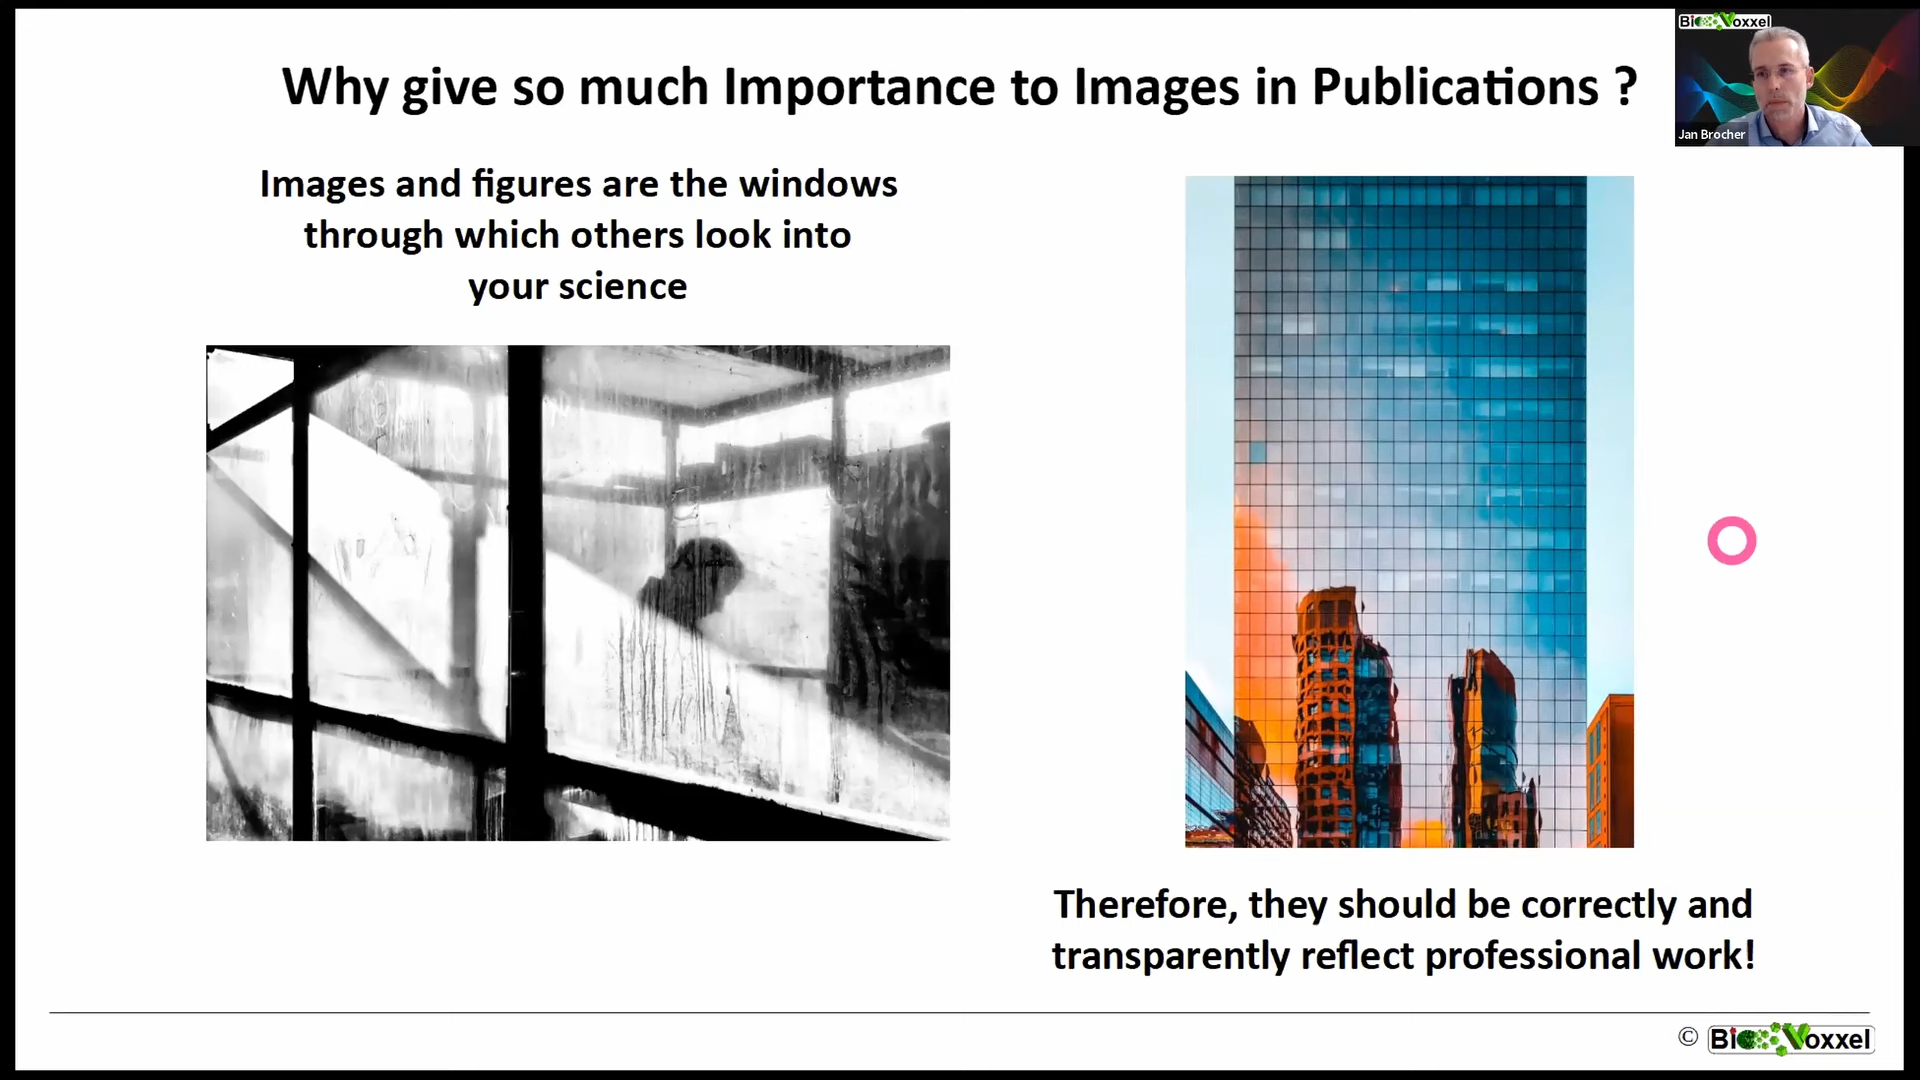 BioVoxxel
Why give so much Importance to Images in Publications ?
Jan Brocher
Images and figures are the windows
through which others look into
your science
Therefore, they should be correctly and
transparently reflect professional work!
© BioVoxxel